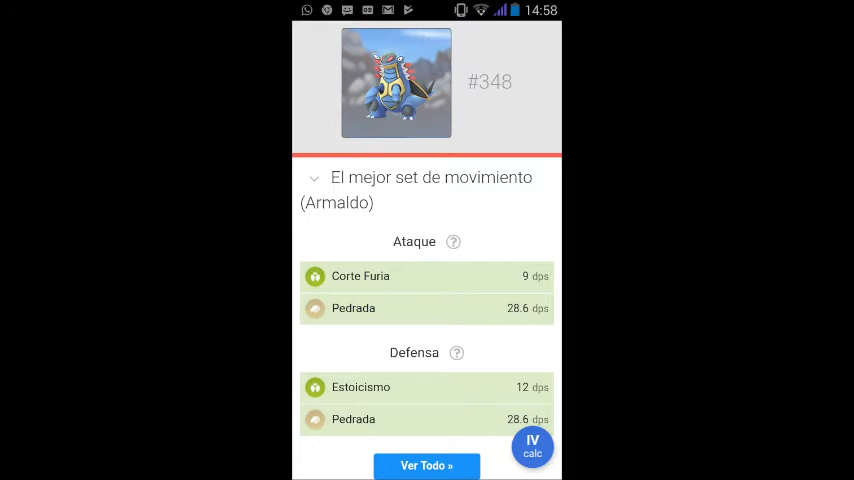 14:58
#348
El mejor set de movimiento
(Armaldo)
Ataque ?
Corte Furia 9 dps
Pedrada 28.6 dps
Defensa ?
Estoicismo 12 dps
Pedrada 28.6 dps
IV
calc
Ver Todo »